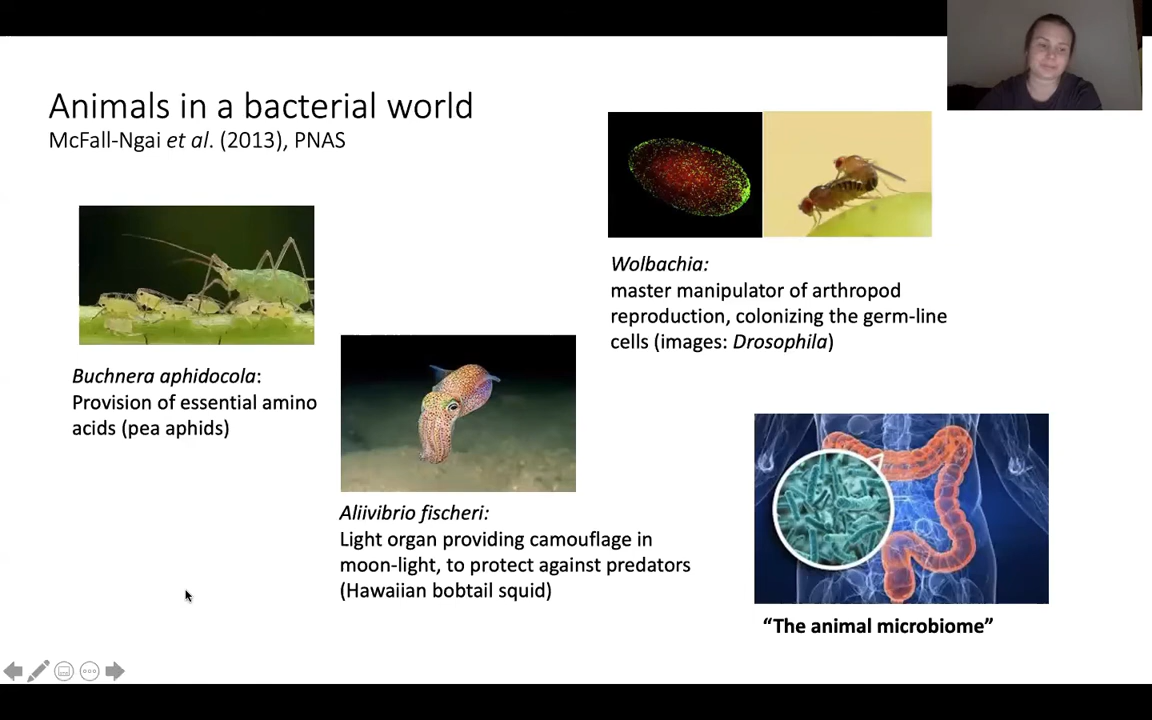 Animals in a bacterial world
McFall-Ngai et al. (2013), PNAS
Buchnera aphidocola:
Provision of essential amino
acids (pea aphids)
Aliivibrio fischeri:
Light organ providing camouflage in
moon-light, to protect against predators
(Hawaiian bobtail squid)
Wolbachia:
master manipulator of arthropod
reproduction, colonizing the germ-line
cells (images: Drosophila)
“The animal microbiome”